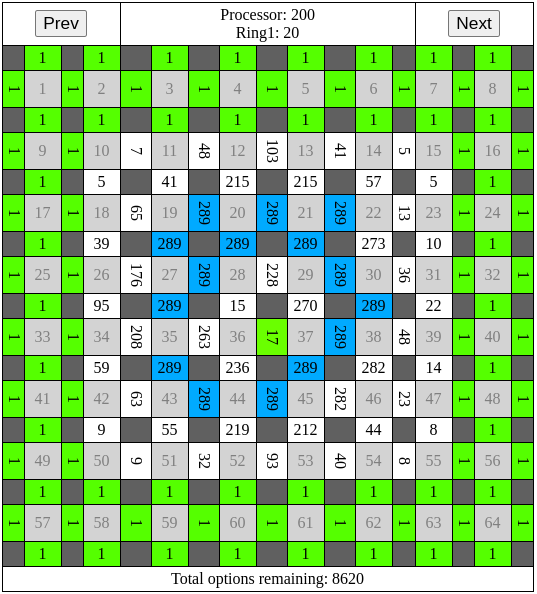 Prev Processor: 200 Next
Ring1: 20
1 1 1 1 1 1 1 1
1 1 1 2 1 3 1 4 1 5 1 6 1 7 1 8 1
1 1 1 1 1 1 1 1
1 9 1 10 7 11 48 12 103 13 41 14 5 15 1 16 1
1 5 41 215 215 57 5 1
1 17 1 18 65 19 289 20 289 21 289 22 13 23 1 24 1
1 39 289 289 289 273 10 1
1 25 1 26 176 27 289 28 228 29 289 30 36 31 1 32 1
1 95 289 15 270 289 22 1
1 33 1 34 208 35 263 36 17 37 289 38 48 39 1 40 1
1 59 289 236 289 282 14 1
1 41 1 42 63 43 289 44 289 45 282 46 23 47 1 48 1
1 9 55 219 212 44 8 1
1 49 1 50 9 51 32 52 93 53 40 54 8 55 1 56 1
1 1 1 1 1 1 1 1
1 57 1 58 1 59 1 60 1 61 1 62 1 63 1 64 1
1 1 1 1 1 1 1 1
Total options remaining: 8620